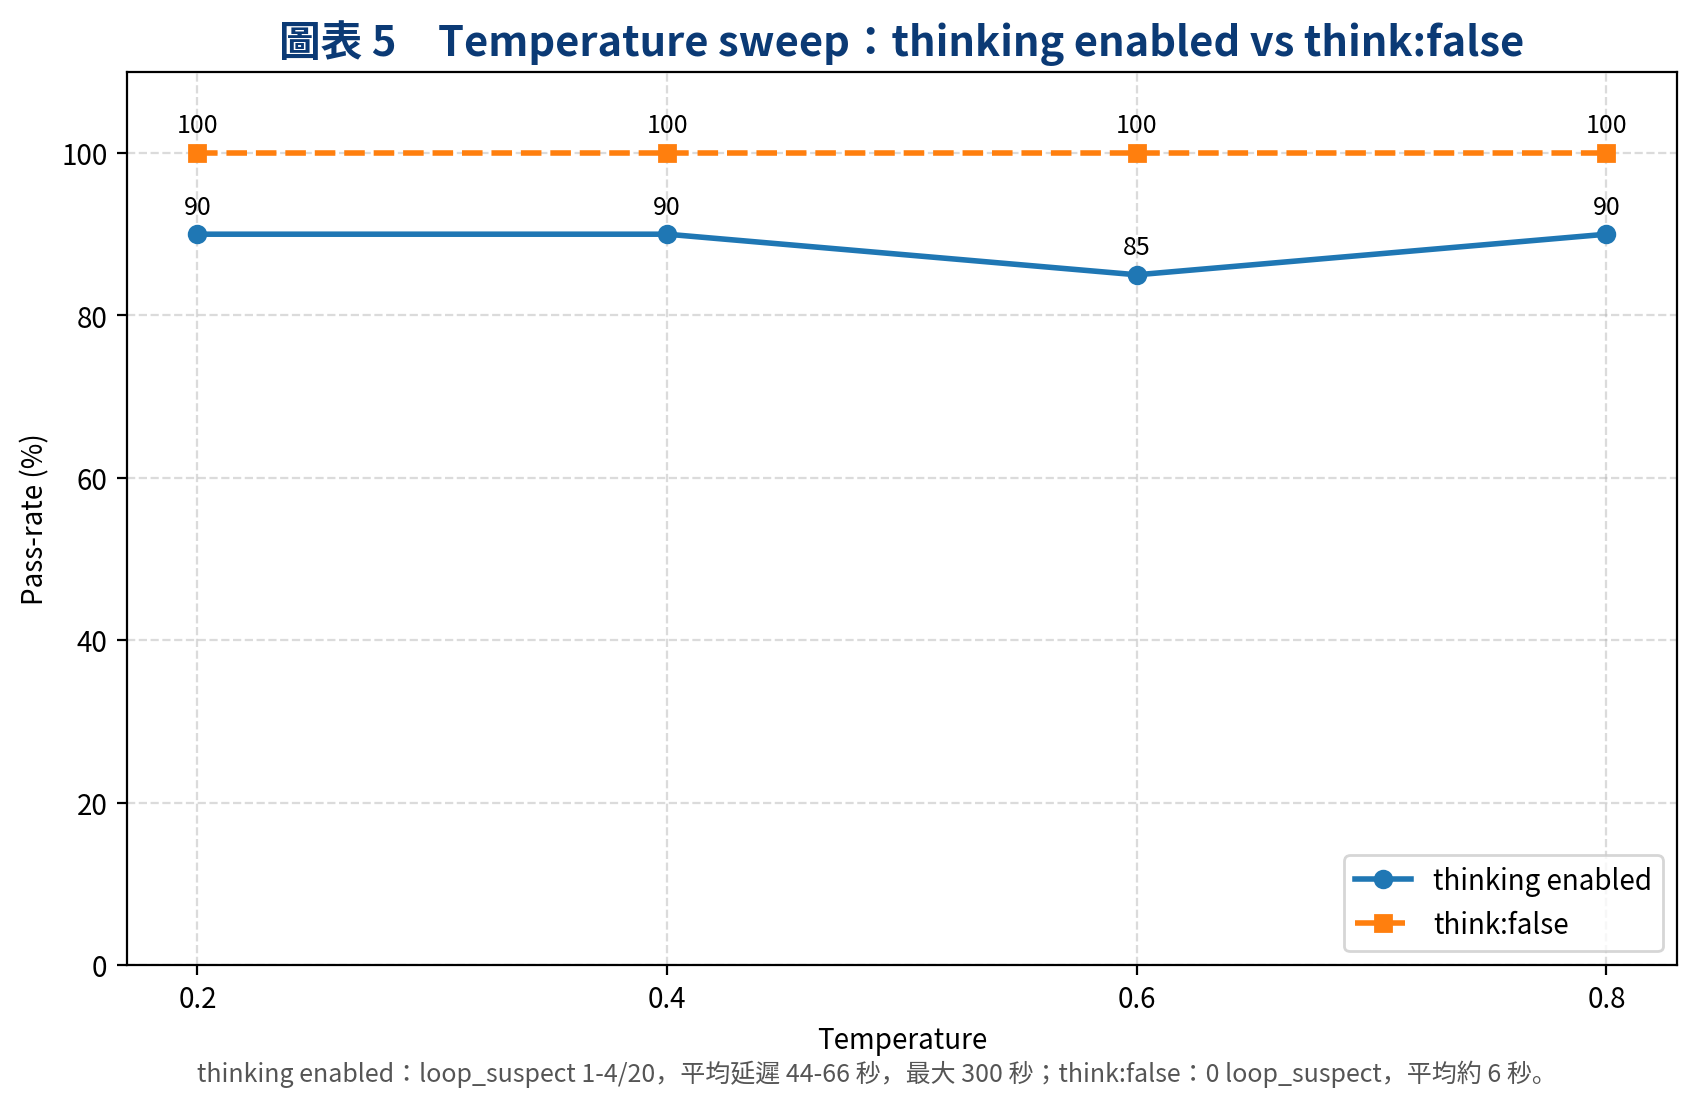 圖表 5　Temperature sweep：thinking enabled vs think:false
100 100 100 100
90 90 85 90
Pass-rate (%)
100
80
60
40
20
0
thinking enabled
think:false
0.2 0.4 0.6 0.8
Temperature
thinking enabled：loop_suspect 1-4/20，平均延遲 44-66 秒，最大 300 秒；think:false：0 loop_suspect，平均約 6 秒。